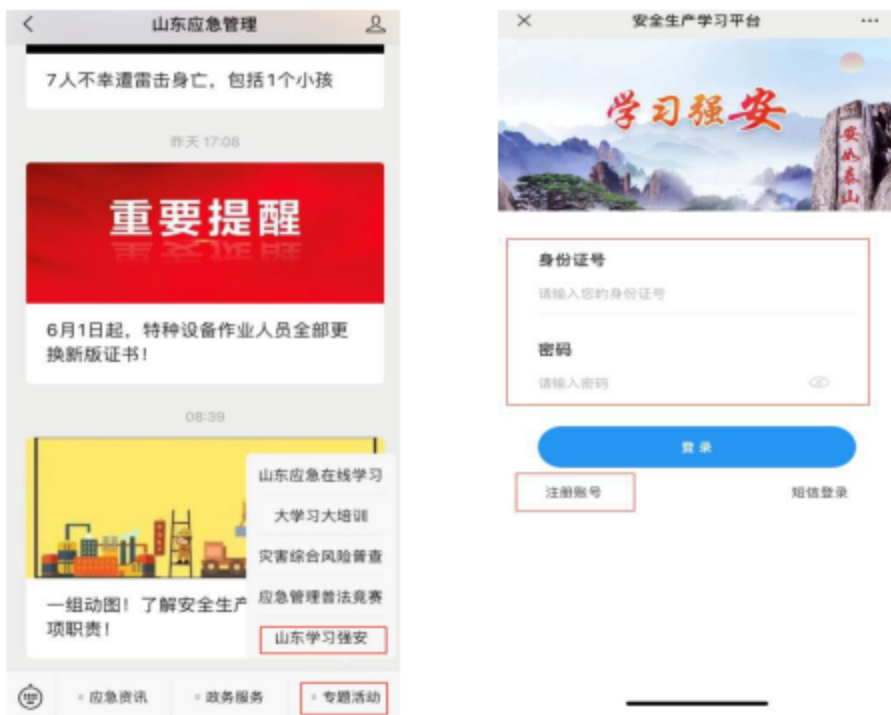 山东应急管理
7人不幸遭雷击身亡，包括1个小孩
昨天 17:08
重要提醒
6月1日起，特种设备作业人员全部更
换新版证书！
08:39
山东应急在线学习
大学习大培训
灾害综合风险普查
应急管理普法竞赛
山东学习强安
一组动图！了解安全生产
项职责！
应急资讯
政务服务
专题活动
安全生产学习平台
学习强安
安如泰山
身份证号
请输入您的身份证号
密码
请输入密码
登录
注册账号
短信登录